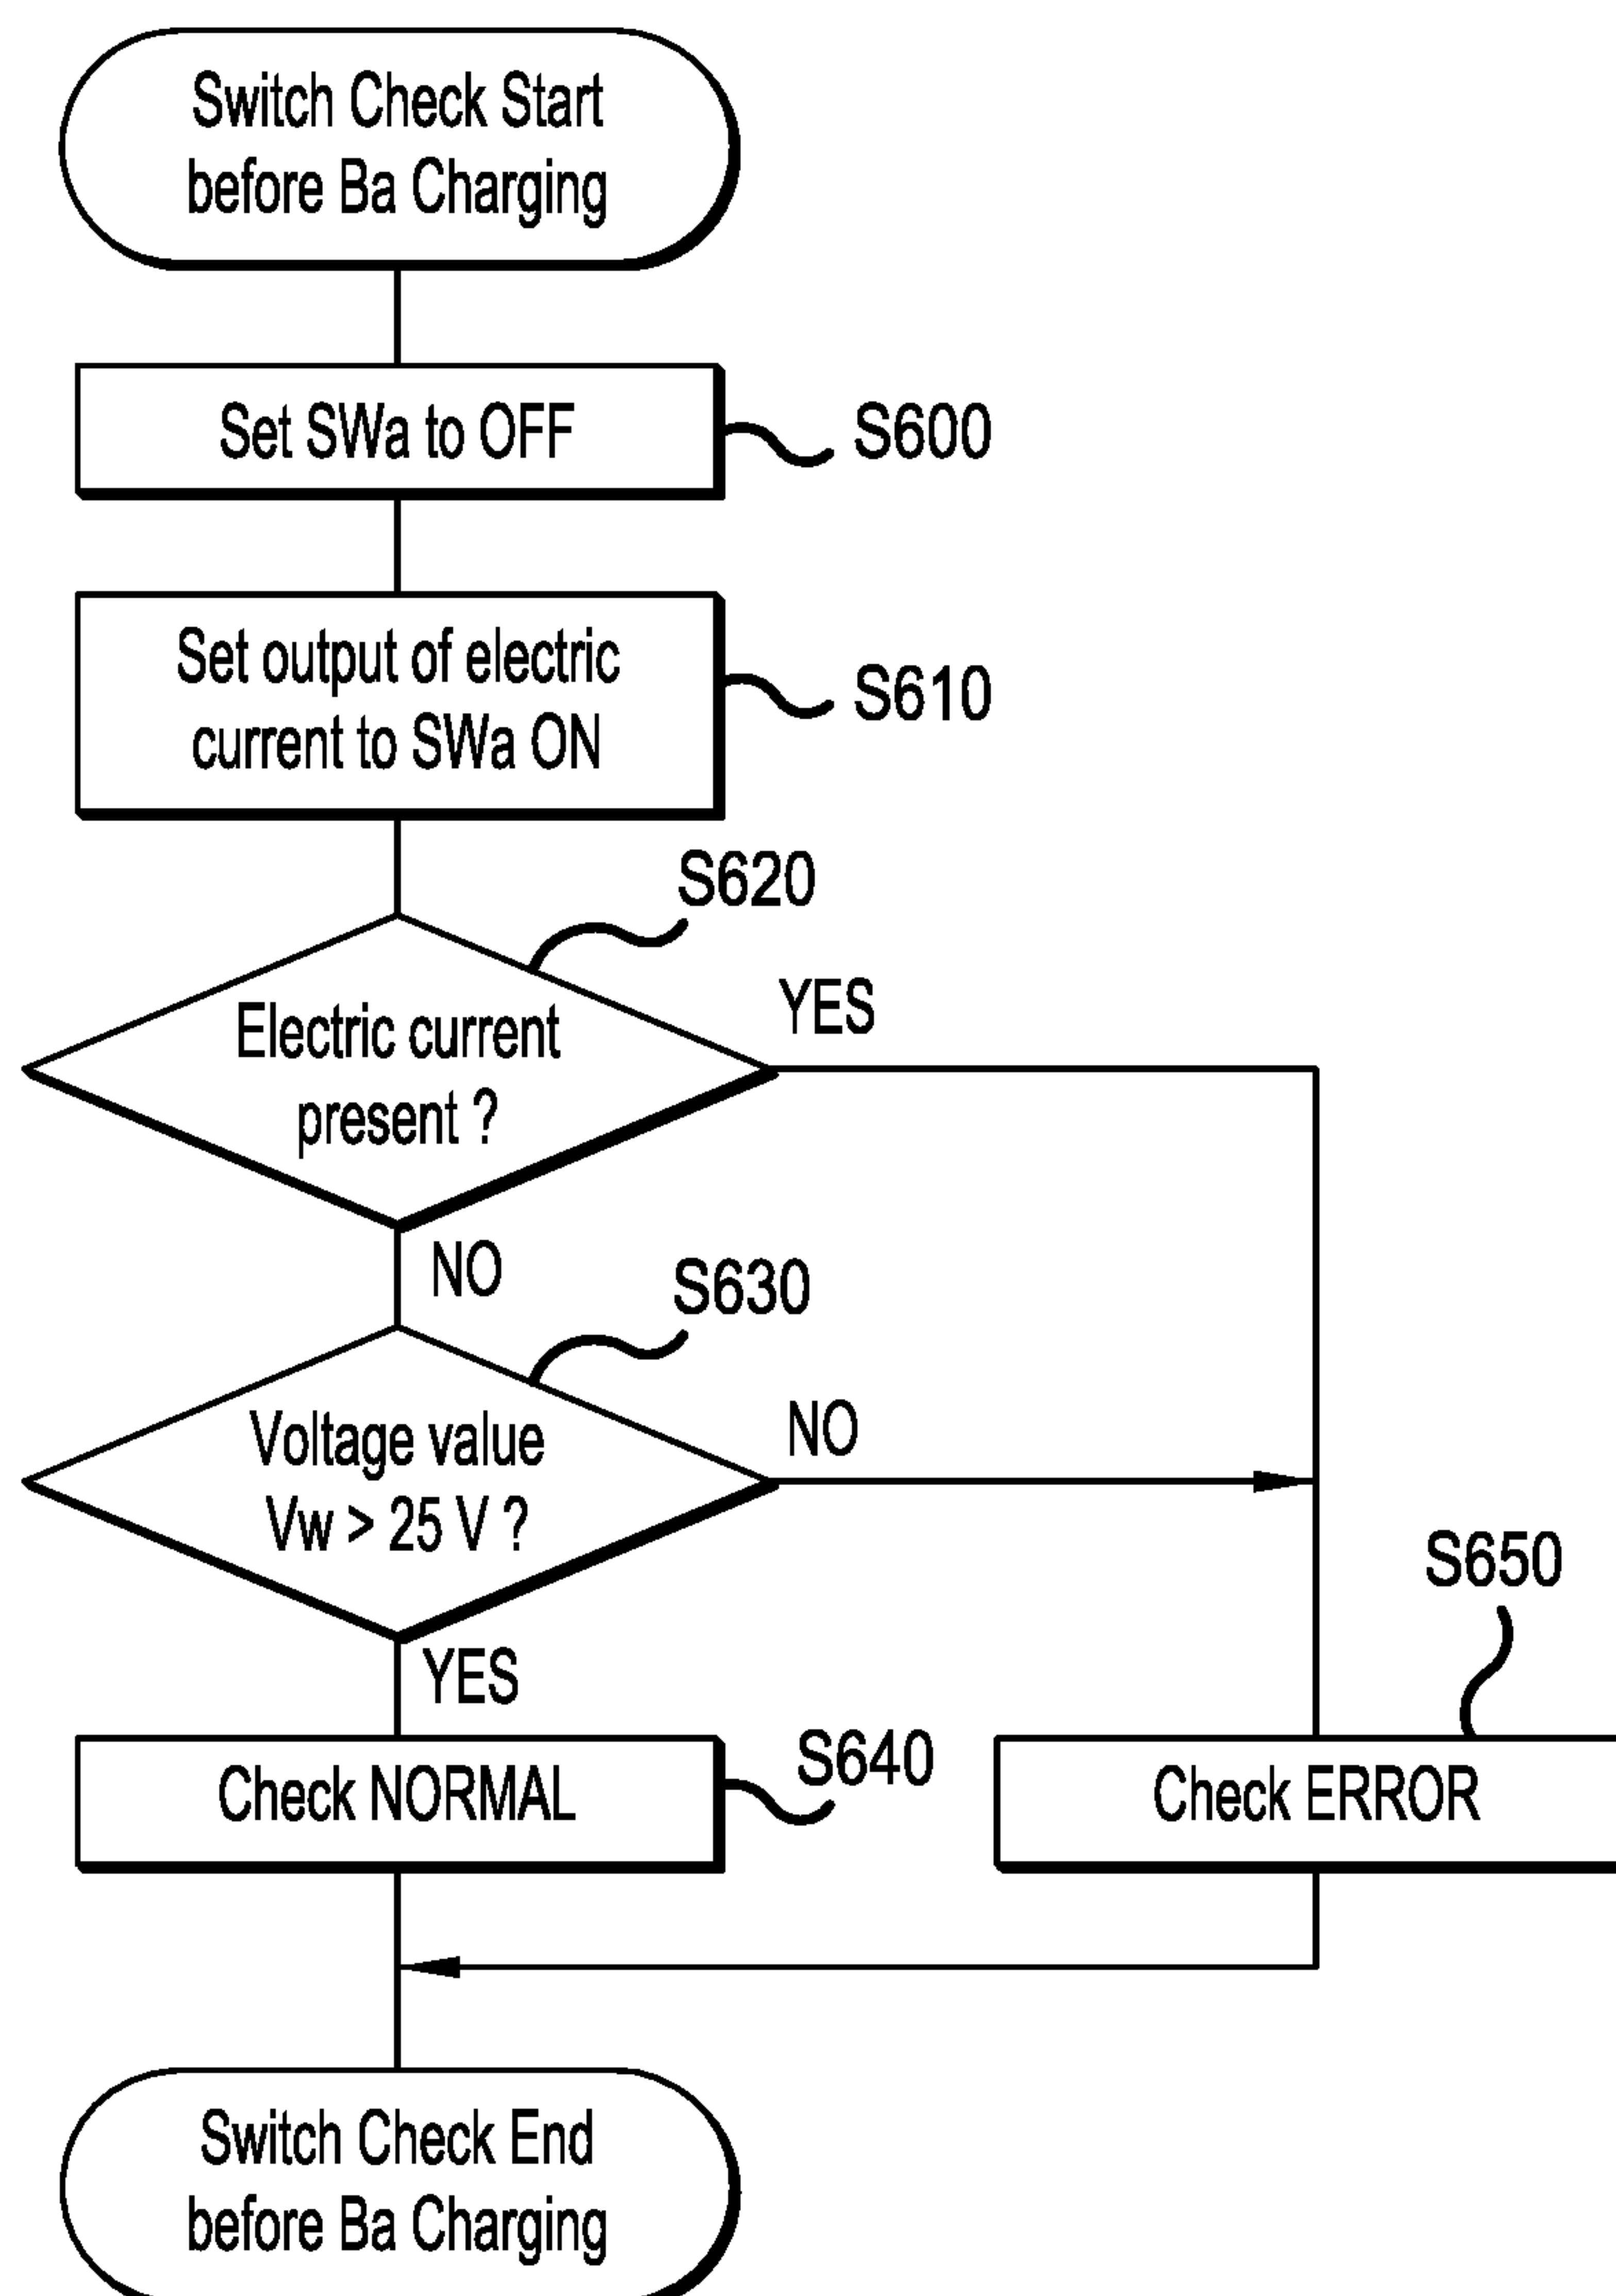 Switch Check Start
before Ba Charging
Set SWa to OFF
S600
Set output of electric
current to SWa ON
S610
S620
Electric current
present ?
YES
NO
S630
Voltage value
Vw > 25 V ?
NO
YES
S650
Check NORMAL
S640
Check ERROR
Switch Check End
before Ba Charging